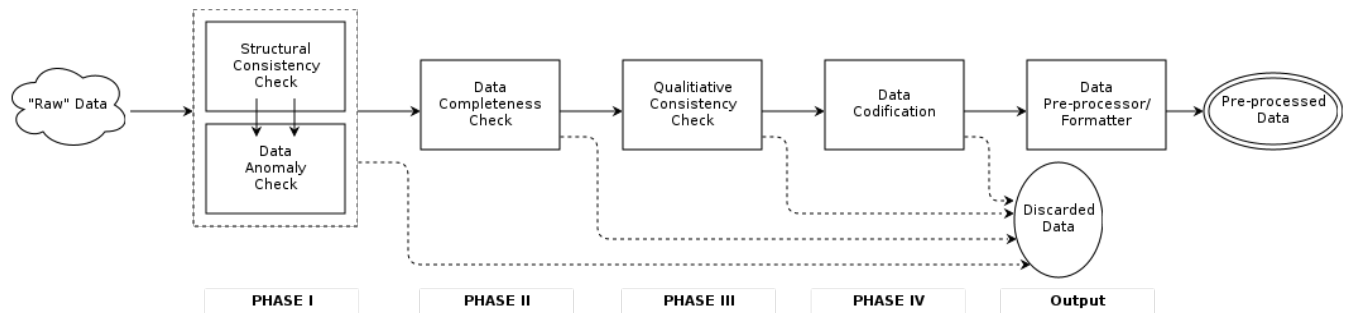 "Raw" Data
Structural
Consistency
Check
Data
Anomaly
Check
Data
Completeness
Check
Qualitiative
Consistency
Check
Data
Codification
Data
Pre-processor/
Formatter
Pre-processed
Data
Discarded
Data
PHASE I
PHASE II
PHASE III
PHASE IV
Output